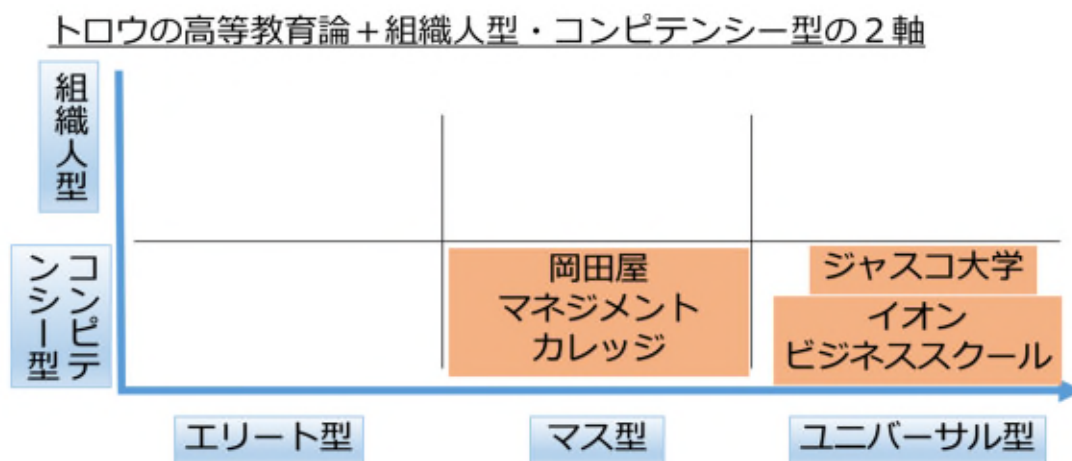 トロウの高等教育論＋組織人型・コンピテンシー型の２軸
組織人型
コンピテ
ンシー型
岡田屋
マネジメント
カレッジ
ジャスコ大学
イオン
ビジネススクール
エリート型
マス型
ユニバーサル型